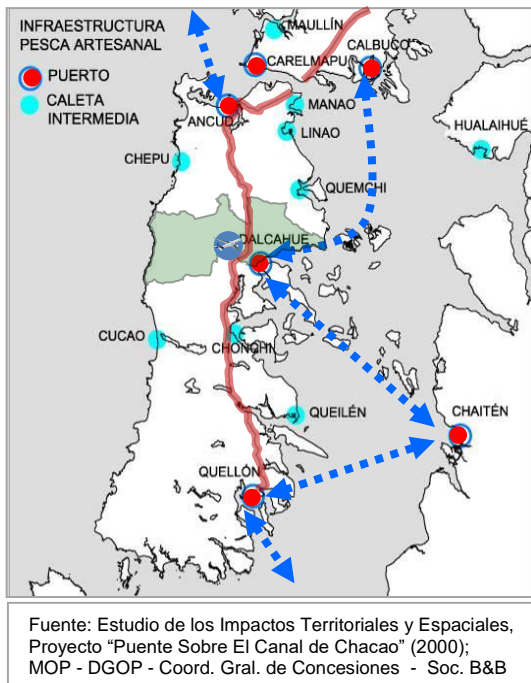 INFRAESTRUCTURA
PESCA ARTESANAL
PUERTO
CALETA
INTERMEDIA
MAULLÍN
CARELMAPU
CALBUCO
ANCUD
MANAO
LINAO
HUALAIHUÉ
CHEPU
QUEMCHI
DALCAHUE
CUCAO
CHONCHI
QUEILÉN
CHAITÉN
QUELLÓN
Fuente: Estudio de los Impactos Territoriales y Espaciales,
Proyecto “Puente Sobre El Canal de Chacao” (2000);
MOP - DGOP - Coord. Gral. de Concesiones - Soc. B&B